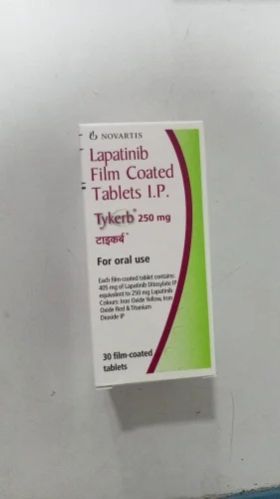 NOVARTIS
Lapatinib
Film Coated
Tablets I.P.
Tykerb® 250 mg
टाइकर्ब™
For oral use
Each film-coated tablet contains:
405 mg of Lapatinib Ditosylate IP
equivalent to 250 mg Lapatinib
Colours: Iron Oxide Yellow, Iron
Oxide Red & Titanium
Dioxide IP
30 film-coated
tablets